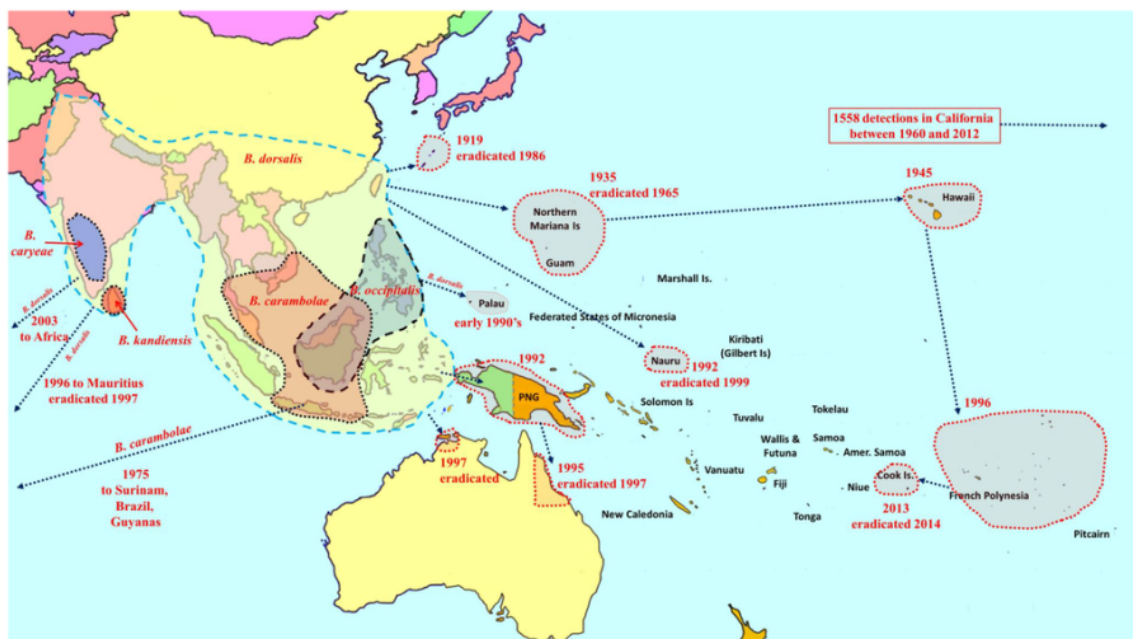 1558 detections in California
between 1960 and 2012
1919
eradicated 1986
B. dorsalis
1935
eradicated 1965
1945
Hawaii
Northern
Mariana Is
Guam
B.
caryeae
B. carambolae
B. occipitalis
B. dorsalis
Palau
early 1990's
Marshall Is.
Federated States of Micronesia
Kiribati
(Gilbert Is)
B. dorsalis
2003
to Africa
B. dorsalis
B. kandiensis
1996 to Mauritius
eradicated 1997
1992
PNG
Nauru
1992
eradicated 1999
Solomon Is
Tuvalu
Tokelau
1996
Wallis &
Futuna
Samoa
Amer. Samoa
B. carambolae
1975
to Surinam,
Brazil,
Guyanas
1997
eradicated
1995
eradicated 1997
Vanuatu
Fiji
Niue
Cook Is.
French Polynesia
New Caledonia
Tonga
2013
eradicated 2014
Pitcairn